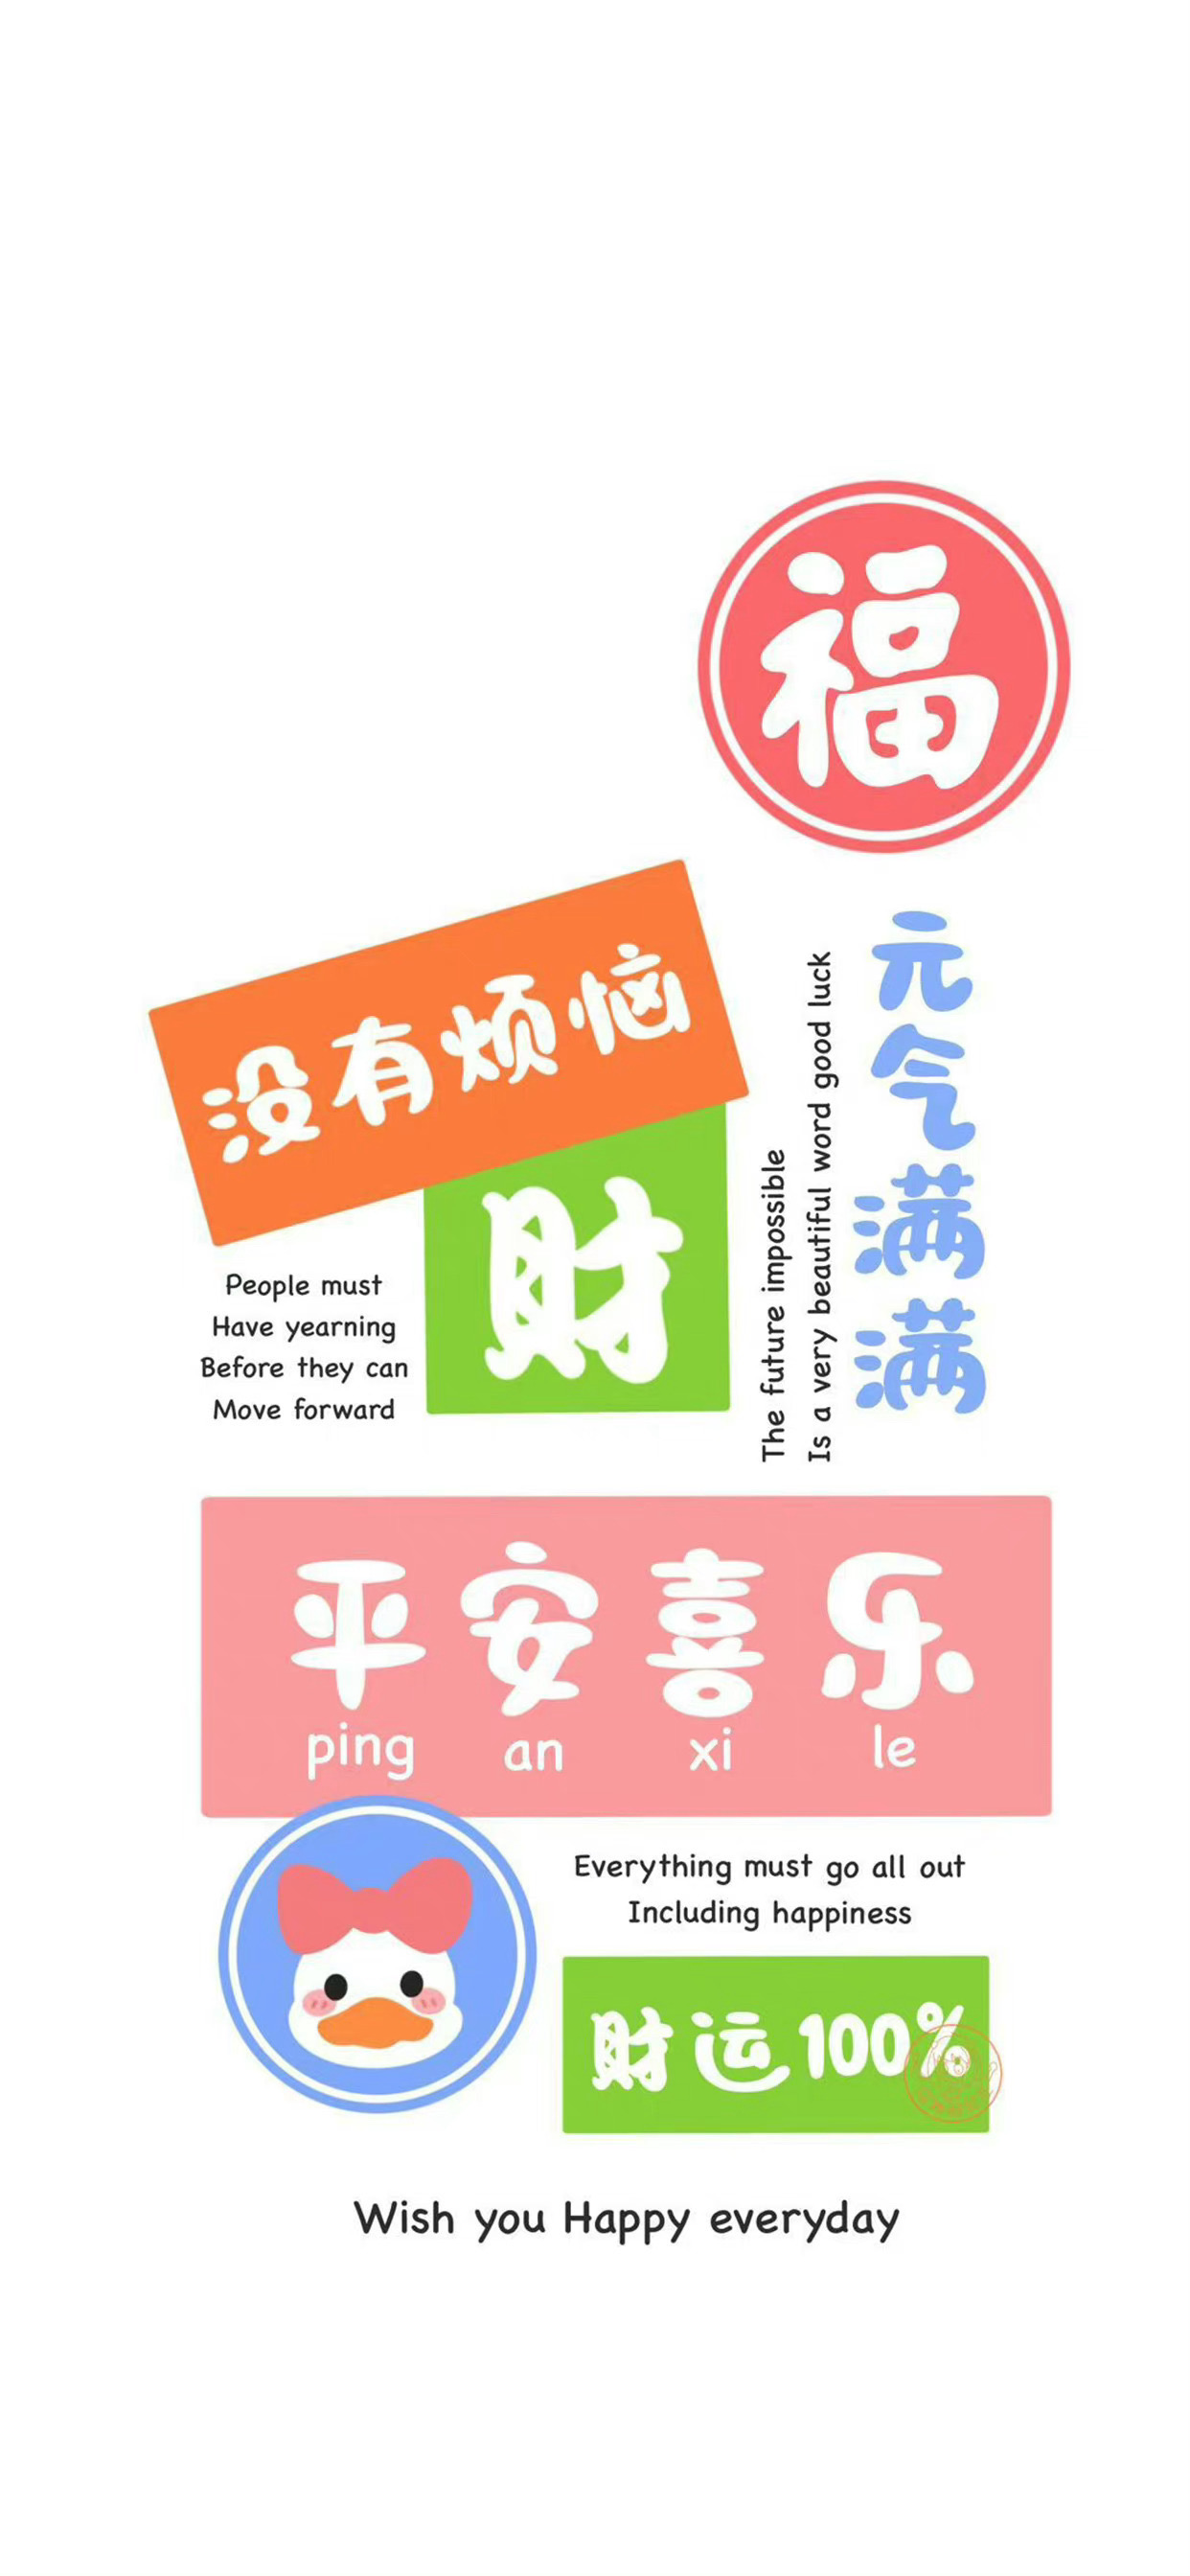 福
没有烦恼
財
People must
Have yearning
Before they can
Move forward
The future impossible
Is a very beautiful word good luck
元气满满
平安喜乐
ping an xi le
Everything must go all out
Including happiness
財运100%
Wish you Happy everyday